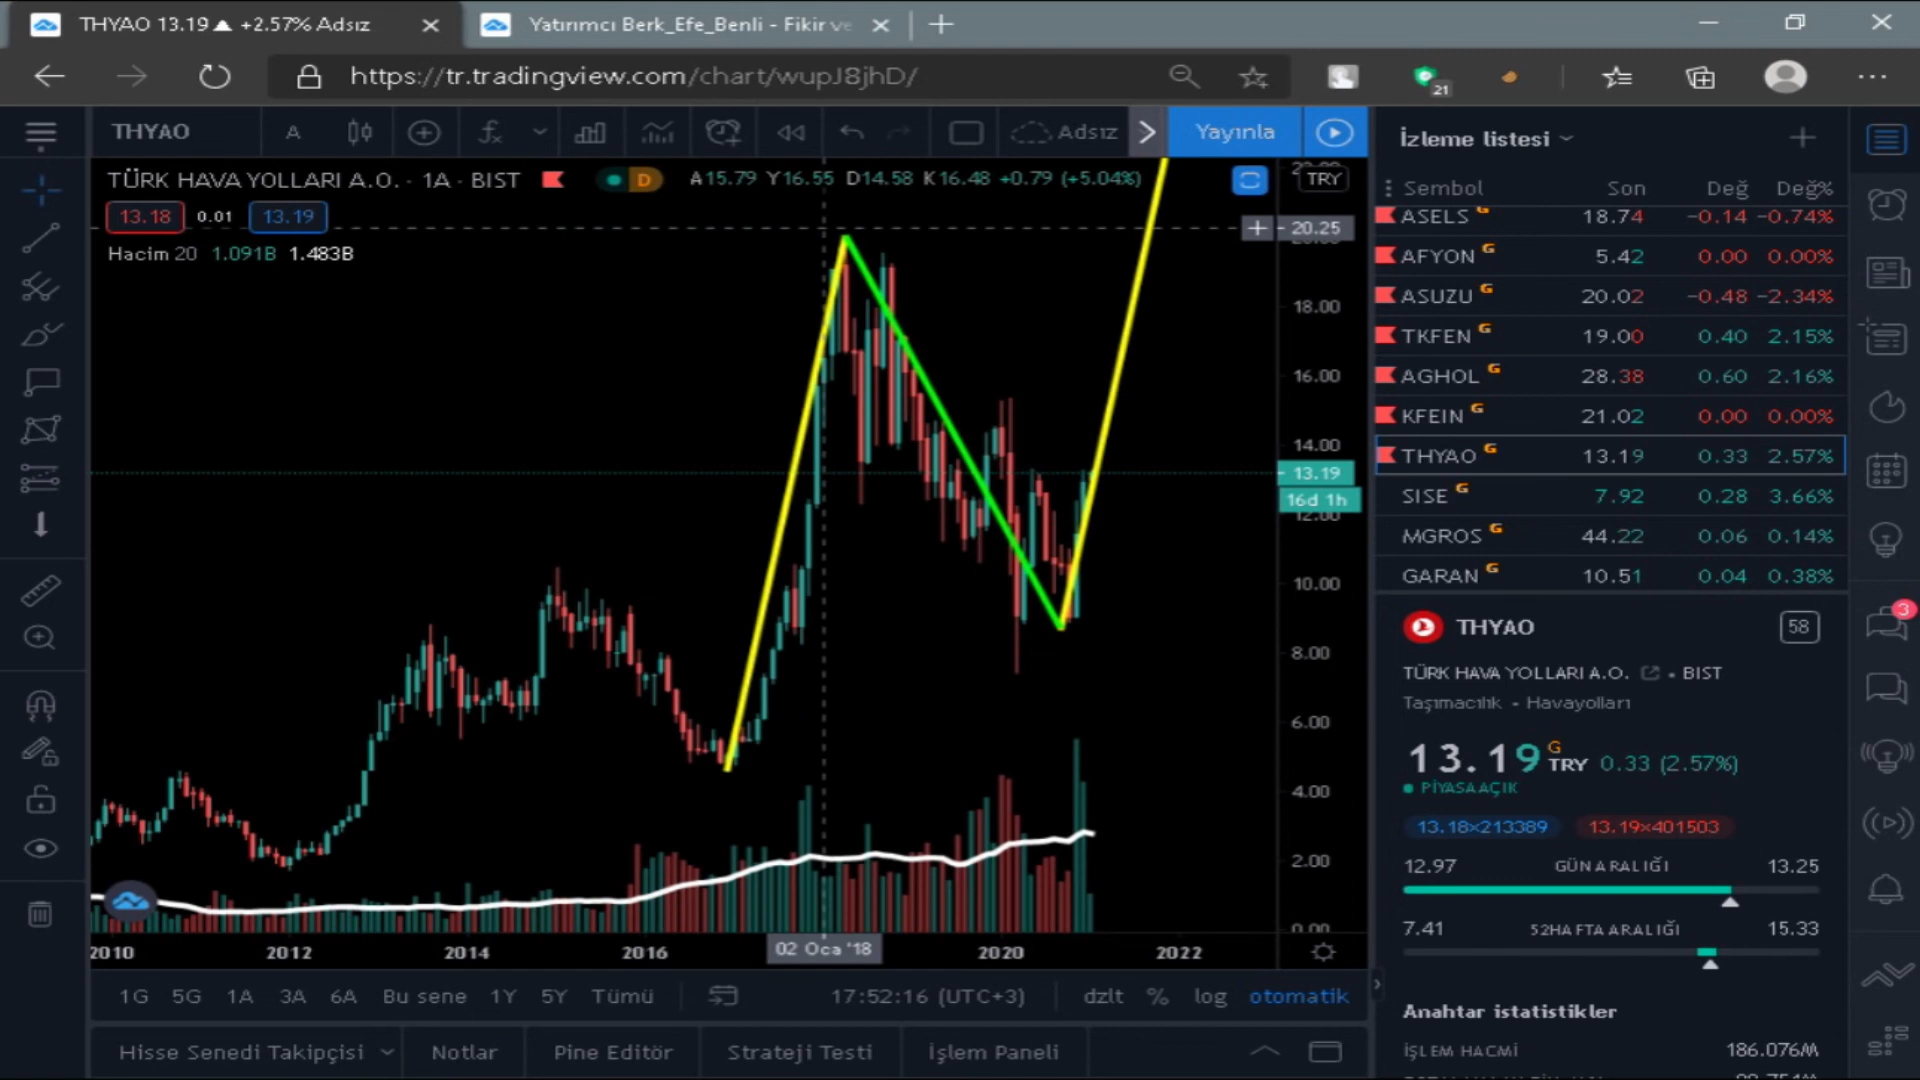 THYAO 13.19 ▲ +2.57% Adsız
Yatırımcı Berk_Efe_Benli - Fikir ve
https://tr.tradingview.com/chart/wupJ8jhD/
21
THYAO
A
Adsız
Yayınla
TÜRK HAVA YOLLARI A.O. · 1A · BIST
D
A15.79 Y16.55 D14.58 K16.48 +0.79 (+5.04%)
13.18 0.01 13.19
Hacim 20 1.091B 1.483B
TRY
20.25
18.00
16.00
14.00
13.19
16d 1h
12.00
10.00
8.00
6.00
4.00
2.00
0.00
2010 2012 2014 2016 02 Oca '18 2020 2022
1G 5G 1A 3A 6A Bu sene 1Y 5Y Tümü 17:52:16 (UTC+3) dzlt % log otomatik
Hisse Senedi Takipçisi Notlar Pine Editör Strateji Testi İşlem Paneli
İzleme listesi
Sembol Son Değ Değ%
ASELS G 18.74 −0.14 −0.74%
AFYON G 5.42 0.00 0.00%
ASUZU G 20.02 −0.48 −2.34%
TKFEN G 19.00 0.40 2.15%
AGHOL G 28.38 0.60 2.16%
KFEIN G 21.02 0.00 0.00%
THYAO G 13.19 0.33 2.57%
SISE G 7.92 0.28 3.66%
MGROS G 44.22 0.06 0.14%
GARAN G 10.51 0.04 0.38%
THYAO 58
TÜRK HAVA YOLLARI A.O. • BIST
Taşımacılık • Havayolları
13.19 G TRY 0.33 (2.57%)
PİYASA AÇIK
13.18×213389 13.19×401503
12.97 GÜN ARALIĞI 13.25
7.41 52 HAFTA ARALIĞI 15.33
Anahtar istatistikler
İŞLEM HACMİ 186.076M
3